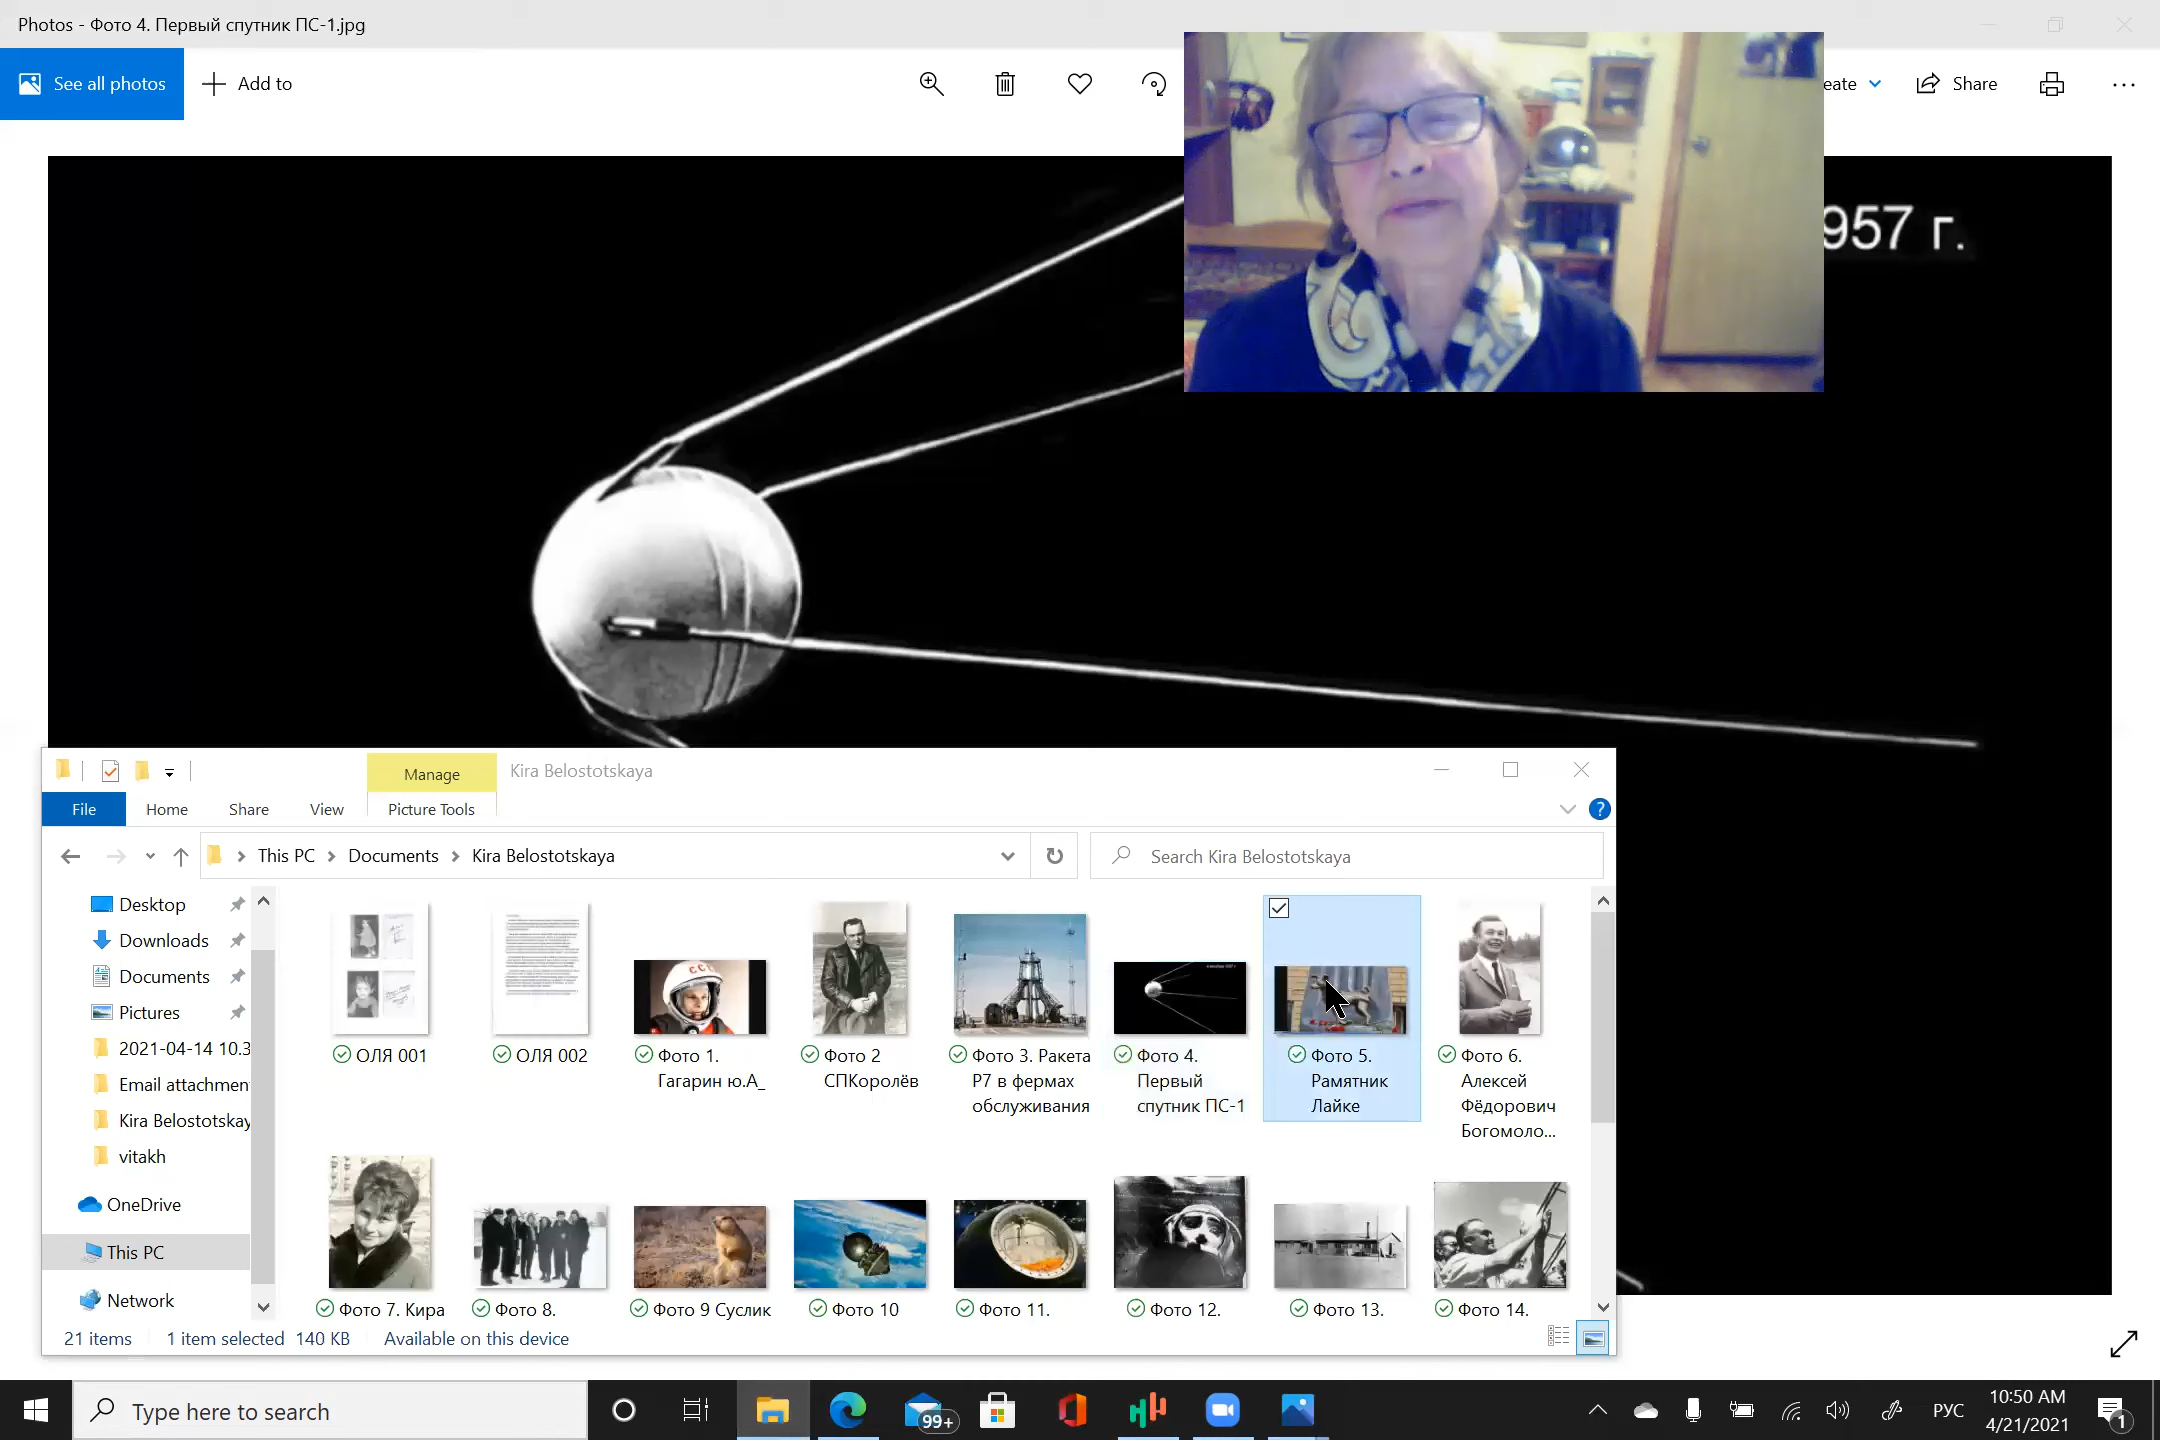 Photos - Фото 4. Первый спутник ПС-1.jpg
See all photos
Add to
eate
Share
957 г.
Manage
Kira Belostotskaya
File
Home
Share
View
Picture Tools
This PC > Documents > Kira Belostotskaya
Search Kira Belostotskaya
Desktop
Downloads
Documents
Pictures
2021-04-14 10.3
Email attachmen
Kira Belostotskay
vitakh
OneDrive
This PC
Network
ОЛЯ 001
ОЛЯ 002
Фото 1.
Гагарин ю.А_
Фото 2
СПКоролёв
Фото 3. Ракета
Р7 в фермах
обслуживания
Фото 4.
Первый
спутник ПС-1
Фото 5.
Рамятник
Лайке
Фото 6.
Алексей
Фёдорович
Богомоло...
Фото 7. Кира
Фото 8.
Фото 9 Суслик
Фото 10
Фото 11.
Фото 12.
Фото 13.
Фото 14.
21 items
1 item selected 140 KB
Available on this device
Type here to search
99+
РУС
10:50 AM
4/21/2021
1